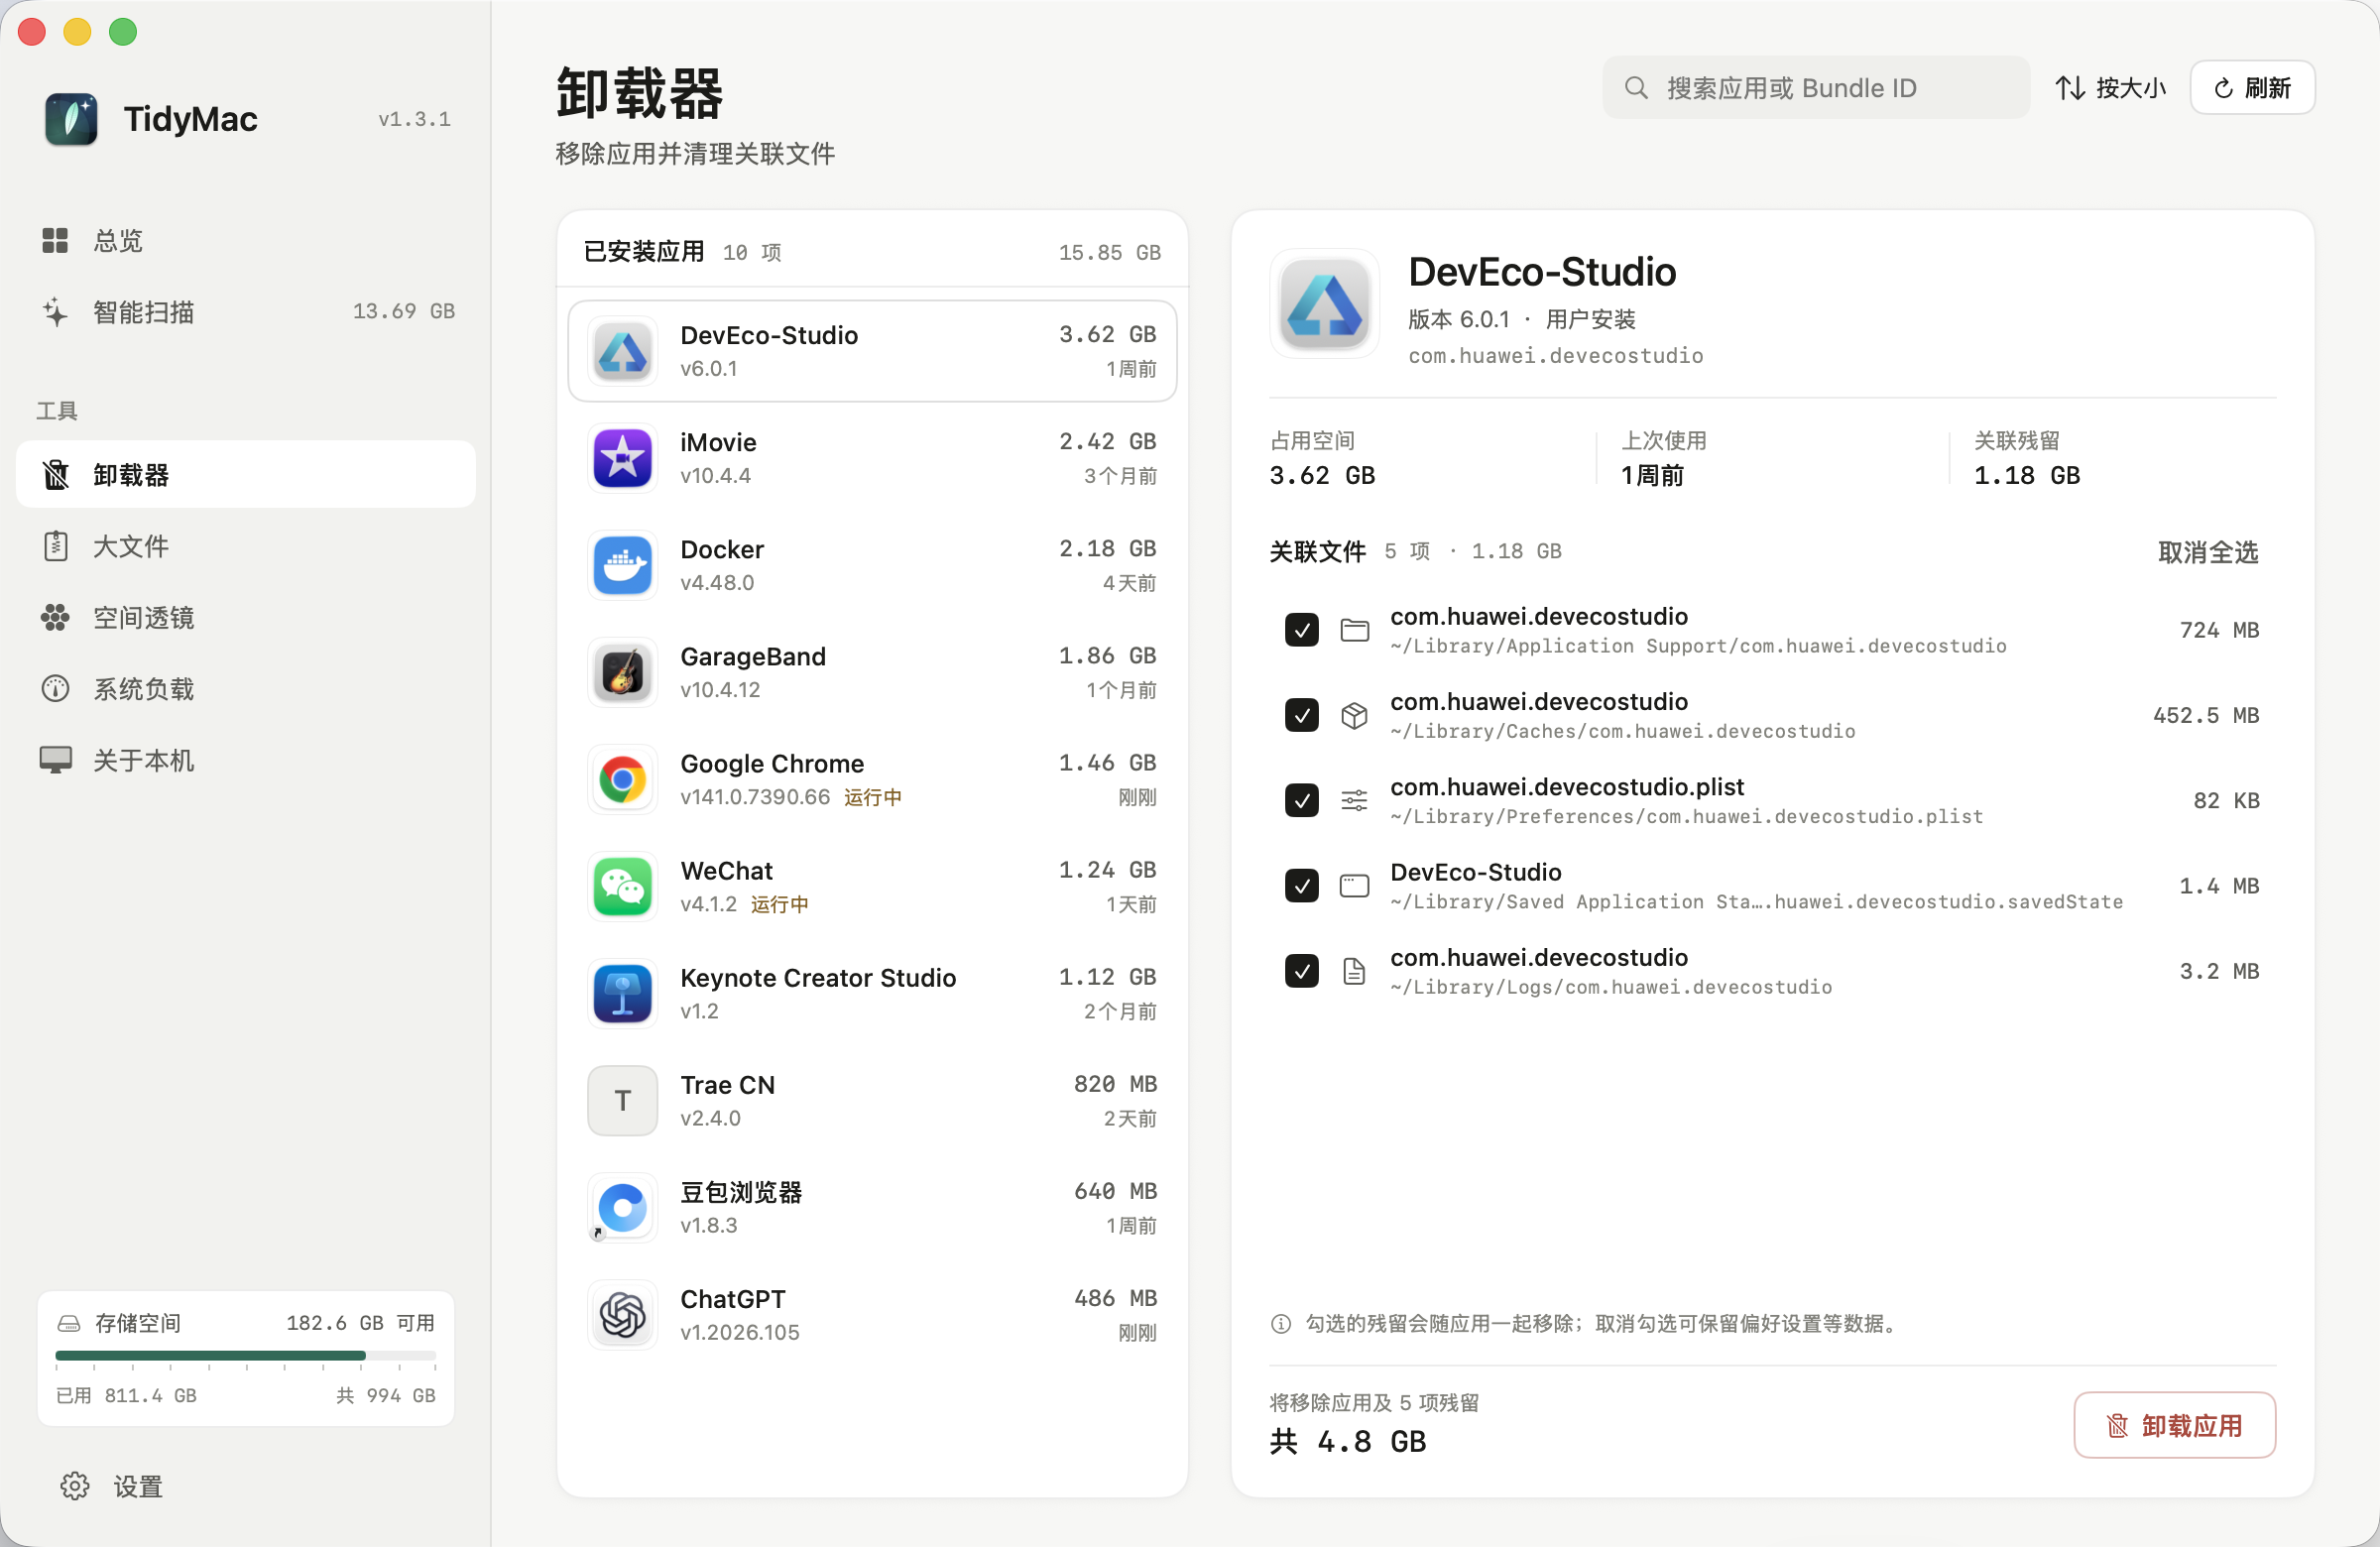 TidyMac v1.3.1
总览
智能扫描 13.69 GB
工具
卸载器
大文件
空间透镜
系统负载
关于本机
存储空间 182.6 GB 可用
已用 811.4 GB 共 994 GB
设置
卸载器
移除应用并清理关联文件
搜索应用或 Bundle ID
按大小
刷新
已安装应用 10 项 15.85 GB
DevEco-Studio 3.62 GB
v6.0.1 1周前
iMovie 2.42 GB
v10.4.4 3个月前
Docker 2.18 GB
v4.48.0 4天前
GarageBand 1.86 GB
v10.4.12 1个月前
Google Chrome 1.46 GB
v141.0.7390.66 运行中 刚刚
WeChat 1.24 GB
v4.1.2 运行中 1天前
Keynote Creator Studio 1.12 GB
v1.2 2个月前
T
Trae CN 820 MB
v2.4.0 2天前
豆包浏览器 640 MB
v1.8.3 1周前
ChatGPT 486 MB
v1.2026.105 刚刚
DevEco-Studio
版本 6.0.1 · 用户安装
com.huawei.devecostudio
占用空间 上次使用 关联残留
3.62 GB 1周前 1.18 GB
关联文件 5 项 · 1.18 GB 取消全选
com.huawei.devecostudio
~/Library/Application Support/com.huawei.devecostudio 724 MB
com.huawei.devecostudio
~/Library/Caches/com.huawei.devecostudio 452.5 MB
com.huawei.devecostudio.plist
~/Library/Preferences/com.huawei.devecostudio.plist 82 KB
DevEco-Studio
~/Library/Saved Application Sta….huawei.devecostudio.savedState 1.4 MB
com.huawei.devecostudio
~/Library/Logs/com.huawei.devecostudio 3.2 MB
勾选的残留会随应用一起移除；取消勾选可保留偏好设置等数据。
将移除应用及 5 项残留
共 4.8 GB
卸载应用